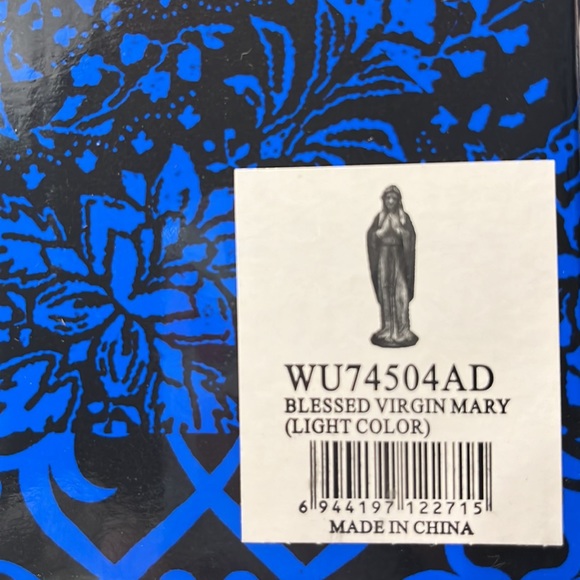 WU74504AD
BLESSED VIRGIN MARY
(LIGHT COLOR)
6 944197 122715
MADE IN CHINA